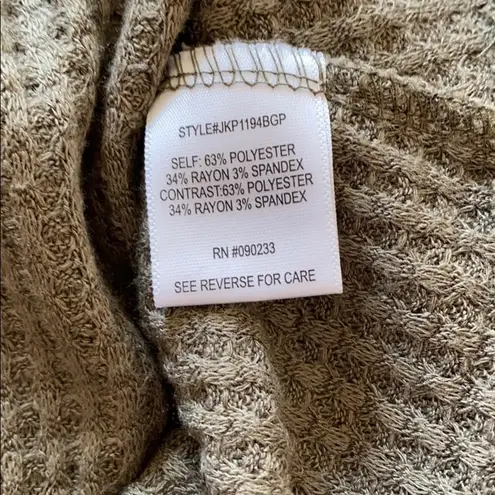 STYLE#JKP1194BGP
SELF: 63% POLYESTER
34% RAYON 3% SPANDEX
CONTRAST:63% POLYESTER
34% RAYON 3% SPANDEX
RN #090233
SEE REVERSE FOR CARE